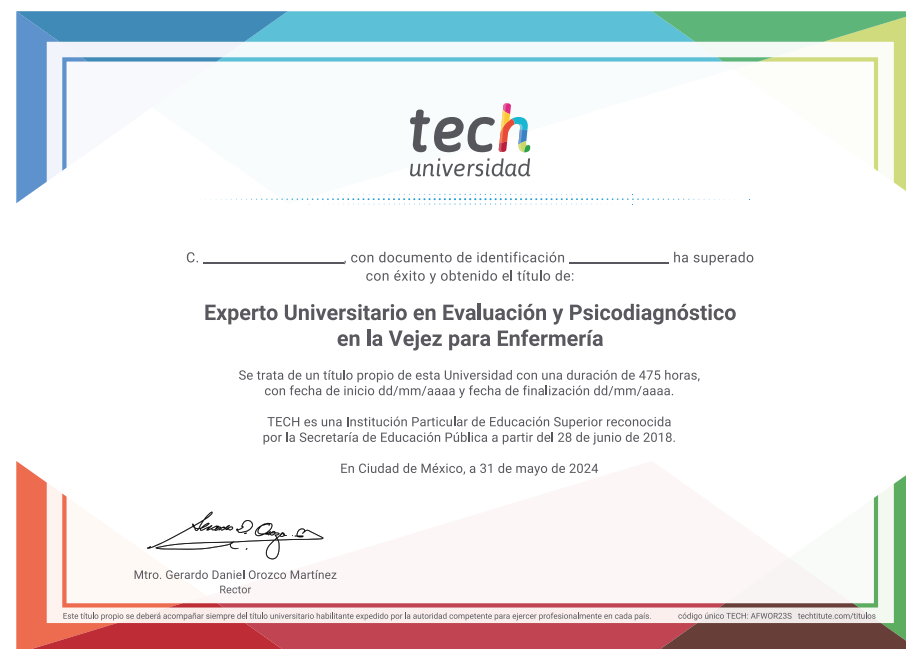 tech
universidad
C. ____________________, con documento de identificación ______________ ha superado
con éxito y obtenido el título de:
Experto Universitario en Evaluación y Psicodiagnóstico
en la Vejez para Enfermería
Se trata de un título propio de esta Universidad con una duración de 475 horas,
con fecha de inicio dd/mm/aaaa y fecha de finalización dd/mm/aaaa.
TECH es una Institución Particular de Educación Superior reconocida
por la Secretaría de Educación Pública a partir del 28 de junio de 2018.
En Ciudad de México, a 31 de mayo de 2024
Mtro. Gerardo Daniel Orozco Martínez
Rector
Este título propio se deberá acompañar siempre del título universitario habilitante expedido por la autoridad competente para ejercer profesionalmente en cada país. código único TECH: AFWOR23S techtitute.com/titulos